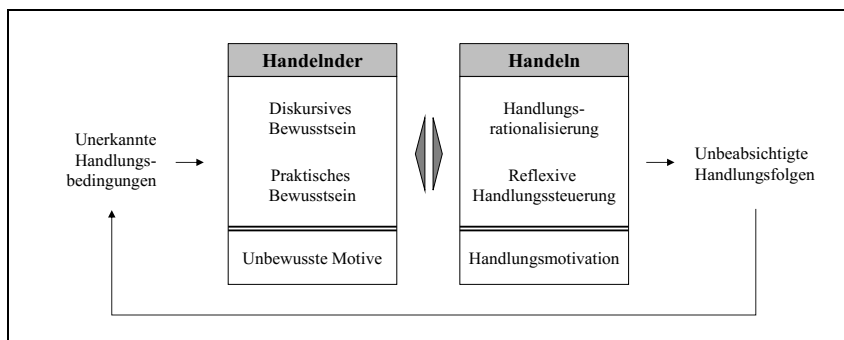 Handelnder
Handeln
Unerkannte
Handlungs-
bedingungen
Diskursives
Bewusstsein
Praktisches
Bewusstsein
Unbewusste Motive
Handlungs-
rationalisierung
Reflexive
Handlungssteuerung
Handlungsmotivation
Unbeabsichtigte
Handlungsfolgen